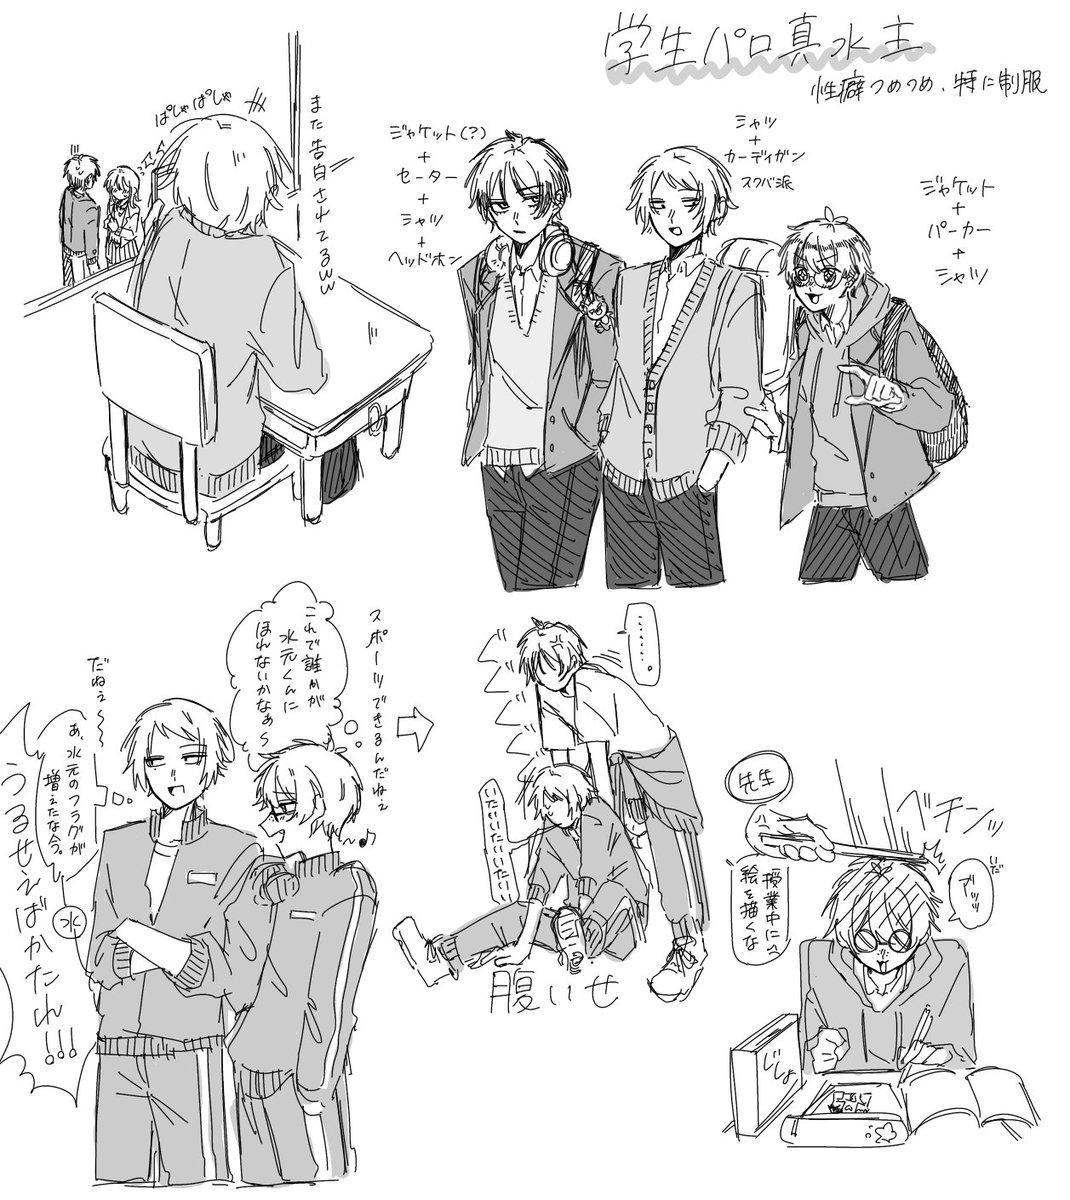 学生パロ真水主
性癖つめつめ、特に制服
ぱしゃぱしゃ
また告白されてるww
!!
ジャケット(?)
+
セーター
+
シャツ
+
ヘッドホン
シャツ
+
カーディガン
スクバ派
ジャケット
+
パーカー
+
シャツ
だねぇ〜
あ、水元のフラグが
増えたな今。
うるせえばかたれ!!!
水
これで誰かが
水元くんに
ほれないかなぁ〜
スポーツできるんだねぇ
いたいいたいいたい
腹いせ
先生
授業中に
絵を描くな
ベチンッ
いだ
アッッ
じしょ